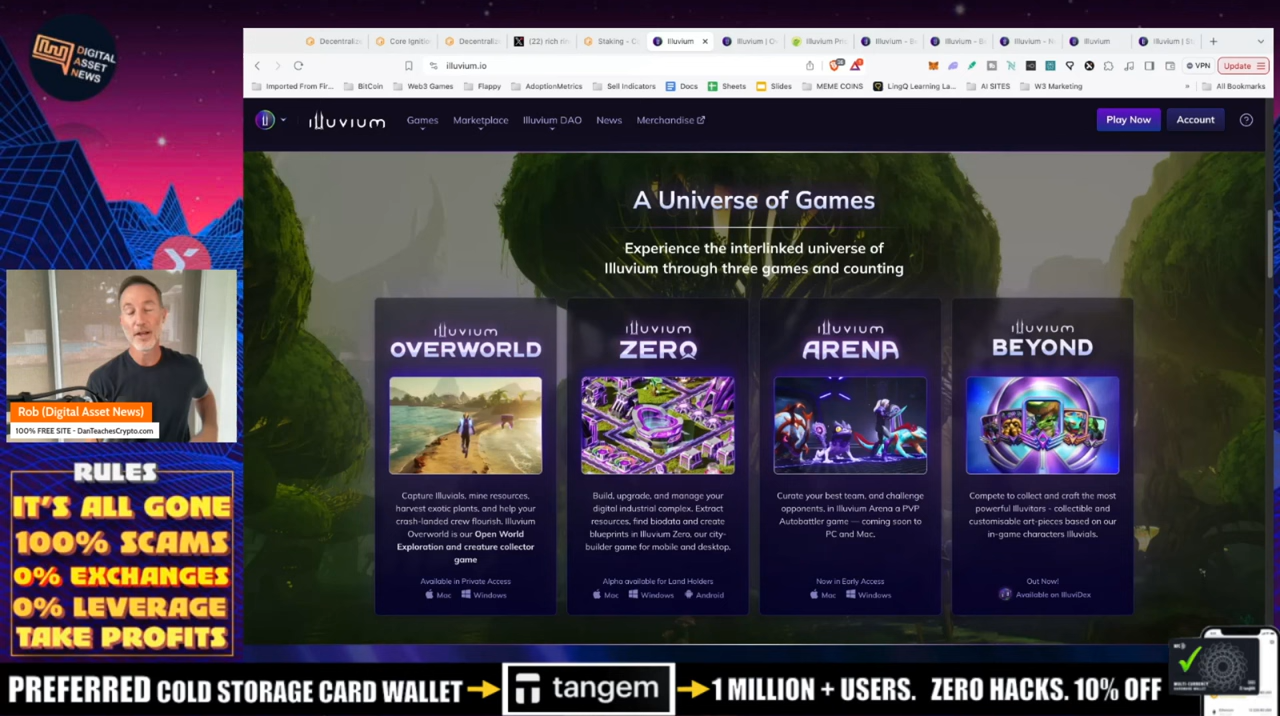 DIGITAL
ASSET
NEWS
Core Igniti
(22) rich rin
Staking - C
Illuvium
Illuvium
illuvium.io
VPN
Update
Imported From Fir...
BitCoin
Web3 Games
Flappy
AdoptionMetrics
Sell Indicators
Docs
Sheets
Slides
MEME COINS
LingQ Learning La...
AI SITES
W3 Marketing
All Bookmarks
illuvium
Games
Marketplace
Illuvium DAO
News
Merchandise
Play Now
Account
A Universe of Games
Experience the interlinked universe of
Illuvium through three games and counting
illuvium
OVERWORLD
Capture Illuvials, mine resources,
harvest exotic plants, and help your
crash-landed crew flourish. Illuvium
Overworld is our Open World
Exploration and creature collector
game
Available in Private Access
Mac Windows
illuvium
ZERO
Build, upgrade, and manage your
digital industrial complex. Extract
resources, find biodata and create
blueprints in Illuvium Zero, our city-
builder game for mobile and desktop.
Alpha available for Land Holders
Mac Windows Android
illuvium
ARENA
Curate your best team, and challenge
opponents, in Illuvium Arena a PVP
Autobattler game — coming soon to
PC and Mac.
Now in Early Access
Mac Windows
illuvium
BEYOND
Compete to collect and craft the most
powerful Illuvitars - collectible and
customisable art-pieces based on our
in-game characters Illuvials.
Out Now!
Available on IlluviDex
Rob (Digital Asset News)
100% FREE SITE - DanTeachesCrypto.com
RULES
IT'S ALL GONE
100% SCAMS
0% EXCHANGES
0% LEVERAGE
TAKE PROFITS
PREFERRED COLD STORAGE CARD WALLET tangem 1 MILLION + USERS. ZERO HACKS. 10% OFF